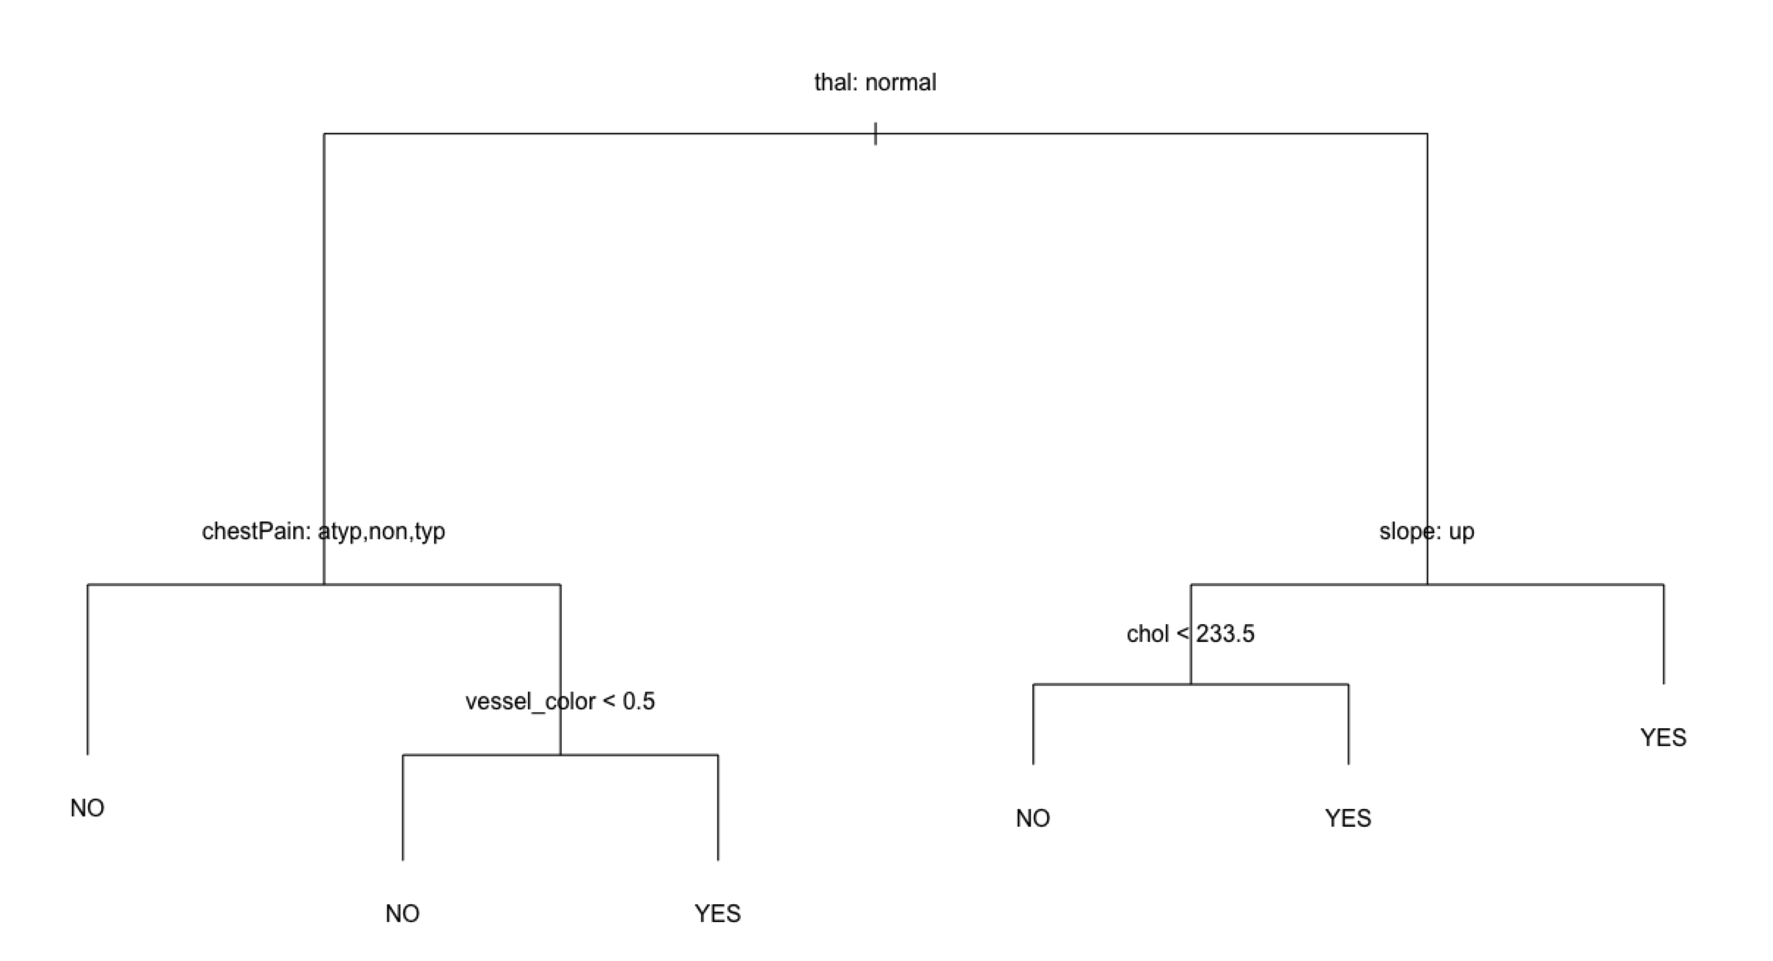 thal: normal
chestPain: atyp,non,typ
slope: up
chol < 233.5
vessel_color < 0.5
YES
NO
NO
YES
NO
YES